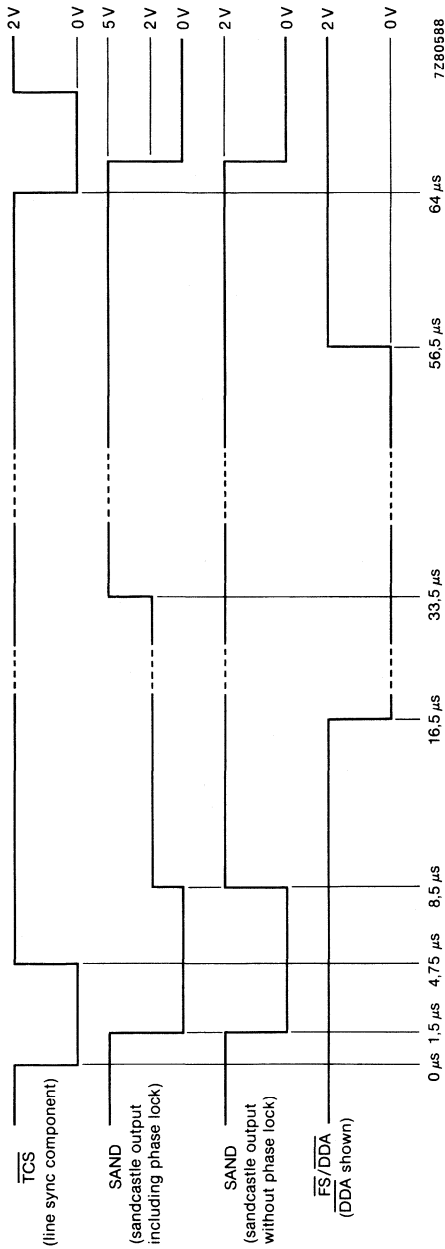 TCS
(line sync component)
2 V
0 V
SAND
(sandcastle output
including phase lock)
5 V
2 V
0 V
SAND
(sandcastle output
without phase lock)
2 V
0 V
FS/DDA
(DDA shown)
2 V
0 V
0 μs
1,5 μs
4,75 μs
8,5 μs
16,5 μs
33,5 μs
56,5 μs
64 μs
7Z80588